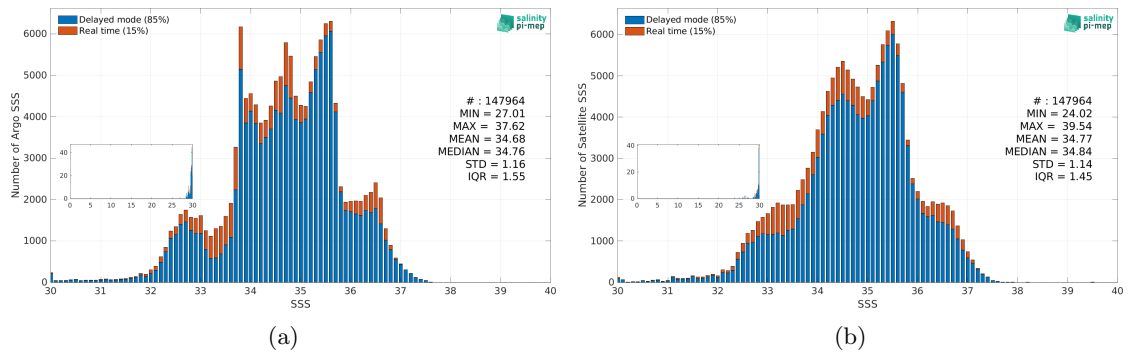 Delayed mode (85%)
Real time (15%)
salinity
pi-mep
# : 147964
MIN = 27.01
MAX = 37.62
MEAN = 34.68
MEDIAN = 34.76
STD = 1.16
IQR = 1.55
Number of Argo SSS
6000
5000
4000
3000
2000
1000
0
40
20
0
0 5 10 15 20 25 30
30 31 32 33 34 35 36 37 38 39 40
SSS
(a)
Delayed mode (85%)
Real time (15%)
salinity
pi-mep
# : 147964
MIN = 24.02
MAX = 39.54
MEAN = 34.77
MEDIAN = 34.84
STD = 1.14
IQR = 1.45
Number of Satellite SSS
6000
5000
4000
3000
2000
1000
0
40
20
0
0 5 10 15 20 25 30
30 31 32 33 34 35 36 37 38 39 40
SSS
(b)